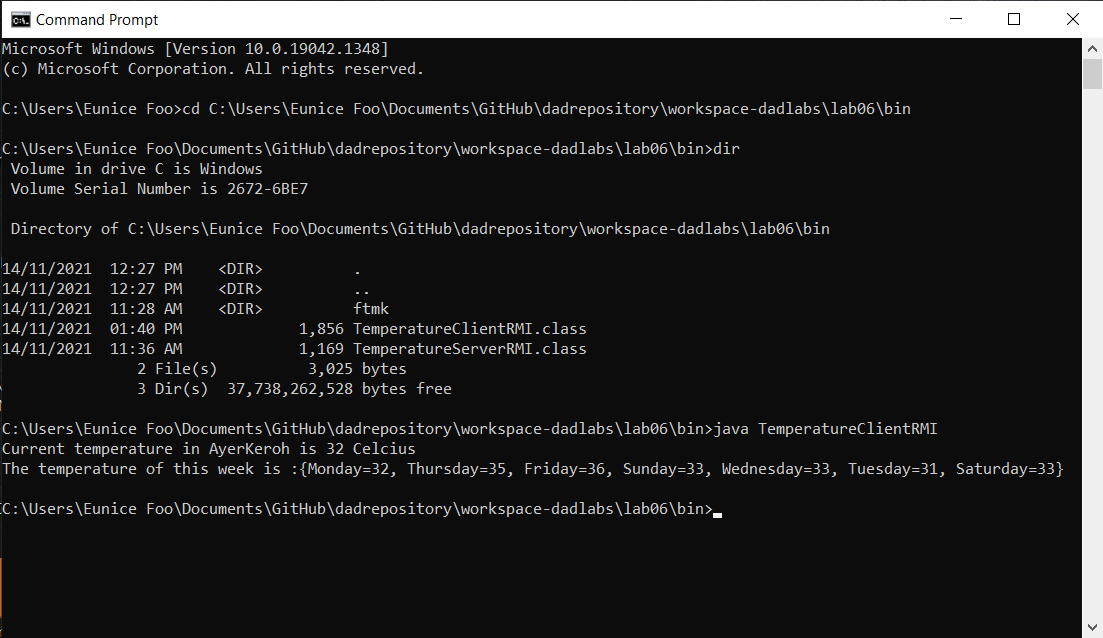 Command Prompt
Microsoft Windows [Version 10.0.19042.1348]
(c) Microsoft Corporation. All rights reserved.
C:\Users\Eunice Foo>cd C:\Users\Eunice Foo\Documents\GitHub\dadrepository\workspace-dadlabs\lab06\bin
C:\Users\Eunice Foo\Documents\GitHub\dadrepository\workspace-dadlabs\lab06\bin>dir
 Volume in drive C is Windows
 Volume Serial Number is 2672-6BE7
 Directory of C:\Users\Eunice Foo\Documents\GitHub\dadrepository\workspace-dadlabs\lab06\bin
14/11/2021  12:27 PM    <DIR>          .
14/11/2021  12:27 PM    <DIR>          ..
14/11/2021  11:28 AM    <DIR>          ftmk
14/11/2021  01:40 PM             1,856 TemperatureClientRMI.class
14/11/2021  11:36 AM             1,169 TemperatureServerRMI.class
               2 File(s)          3,025 bytes
               3 Dir(s)  37,738,262,528 bytes free
C:\Users\Eunice Foo\Documents\GitHub\dadrepository\workspace-dadlabs\lab06\bin>java TemperatureClientRMI
Current temperature in AyerKeroh is 32 Celcius
The temperature of this week is :{Monday=32, Thursday=35, Friday=36, Sunday=33, Wednesday=33, Tuesday=31, Saturday=33}
C:\Users\Eunice Foo\Documents\GitHub\dadrepository\workspace-dadlabs\lab06\bin>